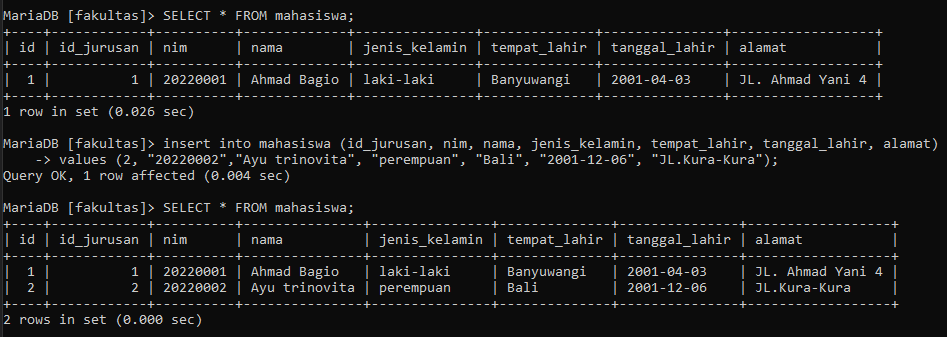 MariaDB [fakultas]> SELECT * FROM mahasiswa;
+----+------------+----------+-------------+---------------+--------------+---------------+------------------+
| id | id_jurusan | nim      | nama        | jenis_kelamin | tempat_lahir | tanggal_lahir | alamat           |
+----+------------+----------+-------------+---------------+--------------+---------------+------------------+
|  1 |          1 | 20220001 | Ahmad Bagio | laki-laki     | Banyuwangi   | 2001-04-03    | JL. Ahmad Yani 4 |
+----+------------+----------+-------------+---------------+--------------+---------------+------------------+
1 row in set (0.026 sec)
MariaDB [fakultas]> insert into mahasiswa (id_jurusan, nim, nama, jenis_kelamin, tempat_lahir, tanggal_lahir, alamat)
    -> values (2, "20220002","Ayu trinovita", "perempuan", "Bali", "2001-12-06", "JL.Kura-Kura");
Query OK, 1 row affected (0.004 sec)
MariaDB [fakultas]> SELECT * FROM mahasiswa;
+----+------------+----------+---------------+---------------+--------------+---------------+------------------+
| id | id_jurusan | nim      | nama          | jenis_kelamin | tempat_lahir | tanggal_lahir | alamat           |
+----+------------+----------+---------------+---------------+--------------+---------------+------------------+
|  1 |          1 | 20220001 | Ahmad Bagio   | laki-laki     | Banyuwangi   | 2001-04-03    | JL. Ahmad Yani 4 |
|  2 |          2 | 20220002 | Ayu trinovita | perempuan     | Bali         | 2001-12-06    | JL.Kura-Kura     |
+----+------------+----------+---------------+---------------+--------------+---------------+------------------+
2 rows in set (0.000 sec)